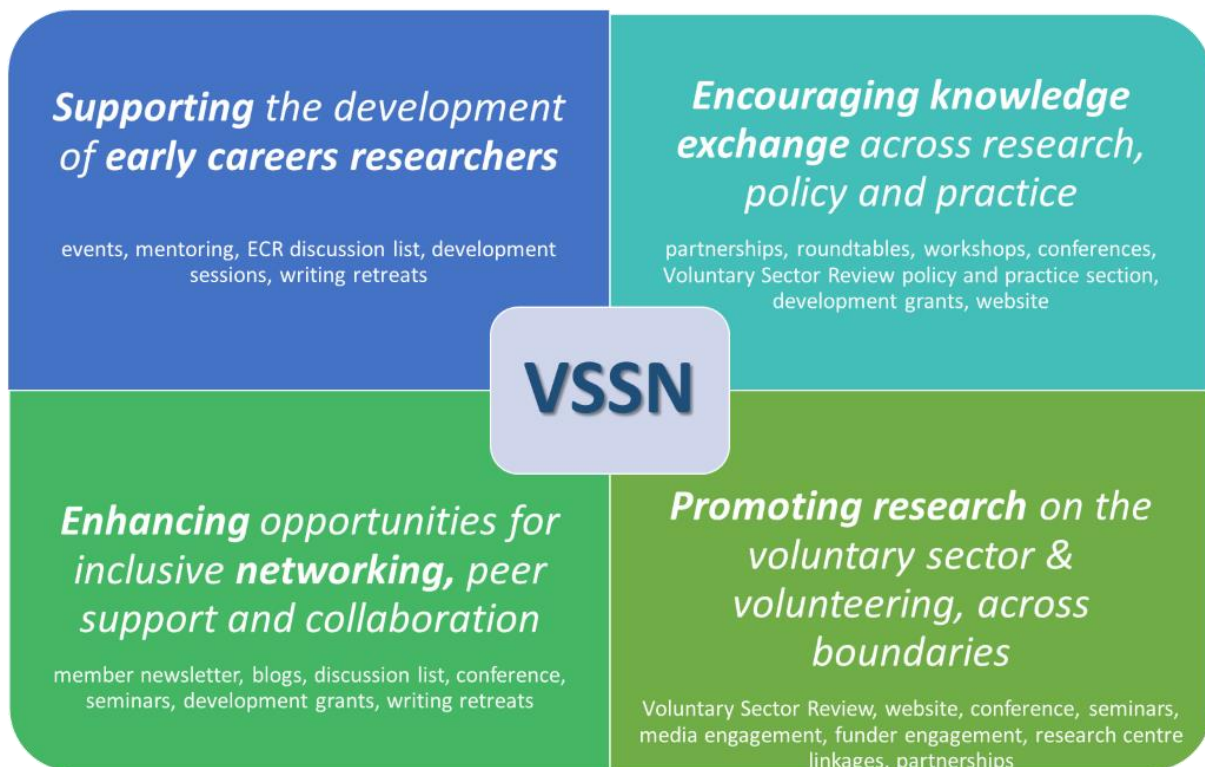 Supporting the development
of early careers researchers
events, mentoring, ECR discussion list, development
sessions, writing retreats
Encouraging knowledge
exchange across research,
policy and practice
partnerships, roundtables, workshops, conferences,
Voluntary Sector Review policy and practice section,
development grants, website
VSSN
Enhancing opportunities for
inclusive networking, peer
support and collaboration
member newsletter, blogs, discussion list, conference,
seminars, development grants, writing retreats
Promoting research on the
voluntary sector &
volunteering, across
boundaries
Voluntary Sector Review, website, conference, seminars,
media engagement, funder engagement, research centre
linkages, partnerships